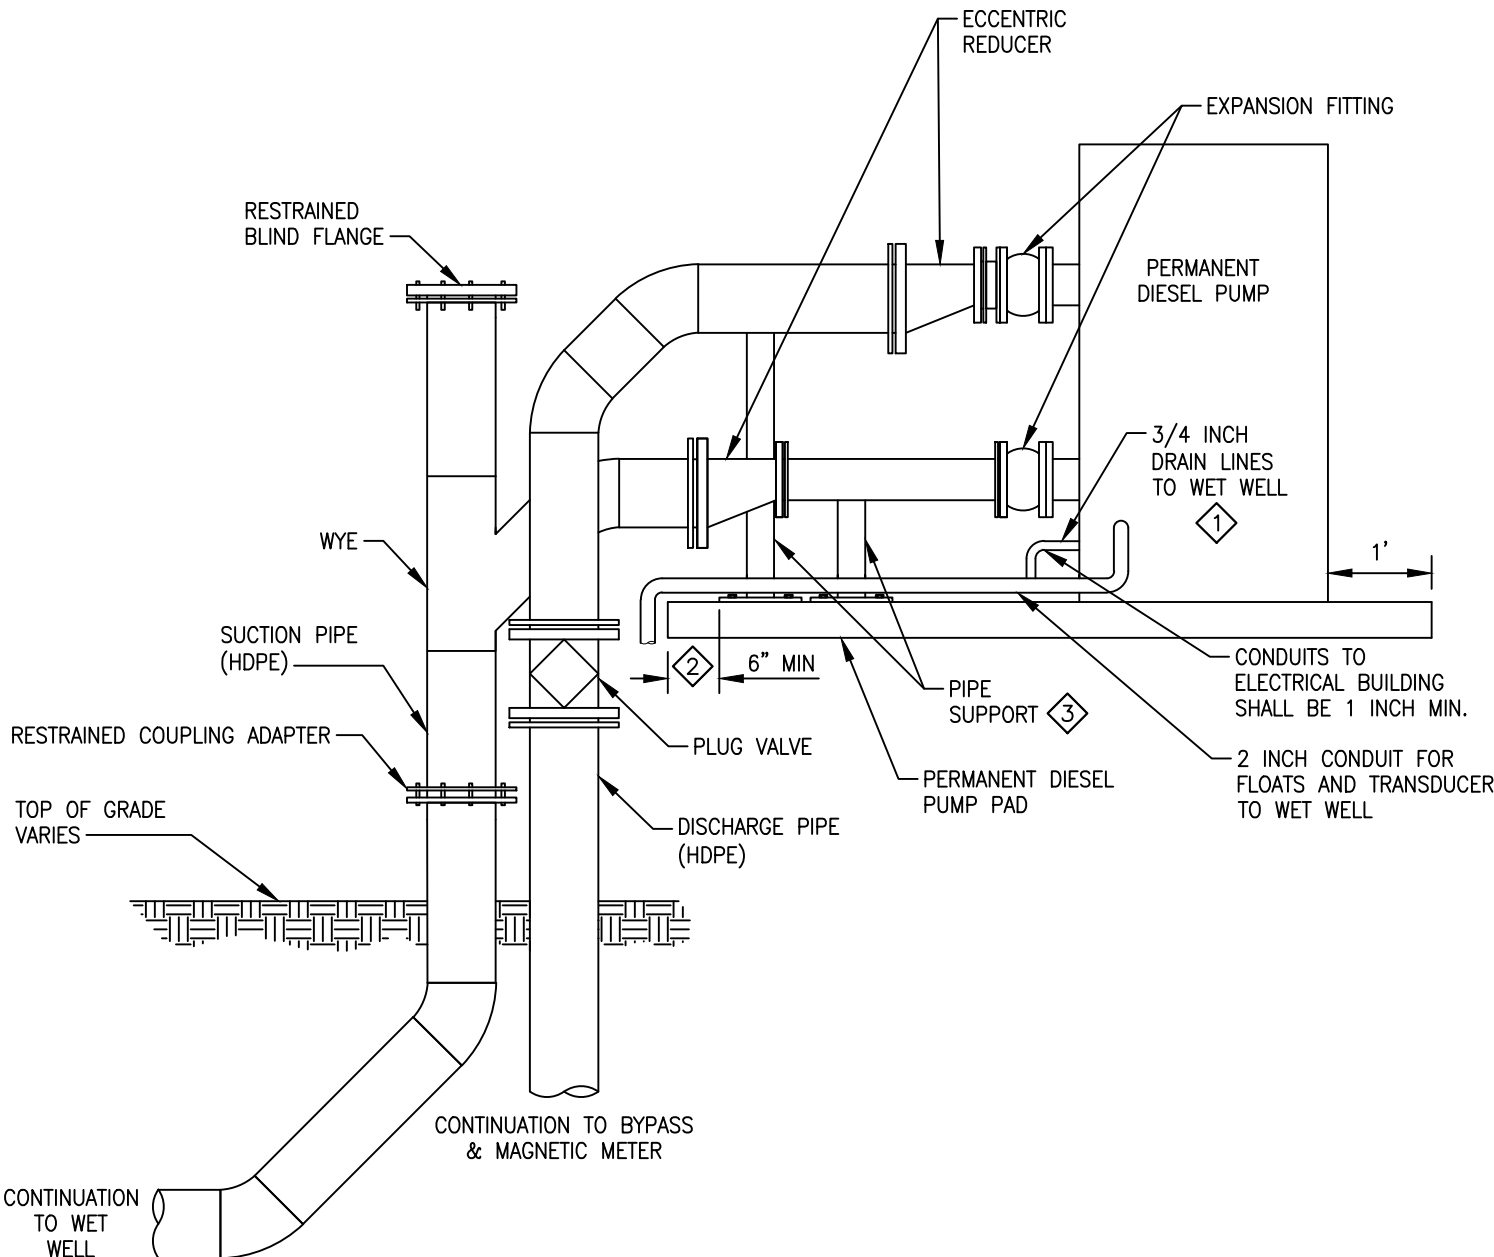 ECCENTRIC
REDUCER
EXPANSION FITTING
RESTRAINED
BLIND FLANGE
PERMANENT
DIESEL PUMP
3/4 INCH
DRAIN LINES
TO WET WELL
1
1'
WYE
SUCTION PIPE
(HDPE)
2
6" MIN
PIPE
SUPPORT
3
CONDUITS TO
ELECTRICAL BUILDING
SHALL BE 1 INCH MIN.
RESTRAINED COUPLING ADAPTER
PLUG VALVE
2 INCH CONDUIT FOR
FLOATS AND TRANSDUCER
TO WET WELL
PERMANENT DIESEL
PUMP PAD
TOP OF GRADE
VARIES
DISCHARGE PIPE
(HDPE)
CONTINUATION TO BYPASS
& MAGNETIC METER
CONTINUATION
TO WET
WELL